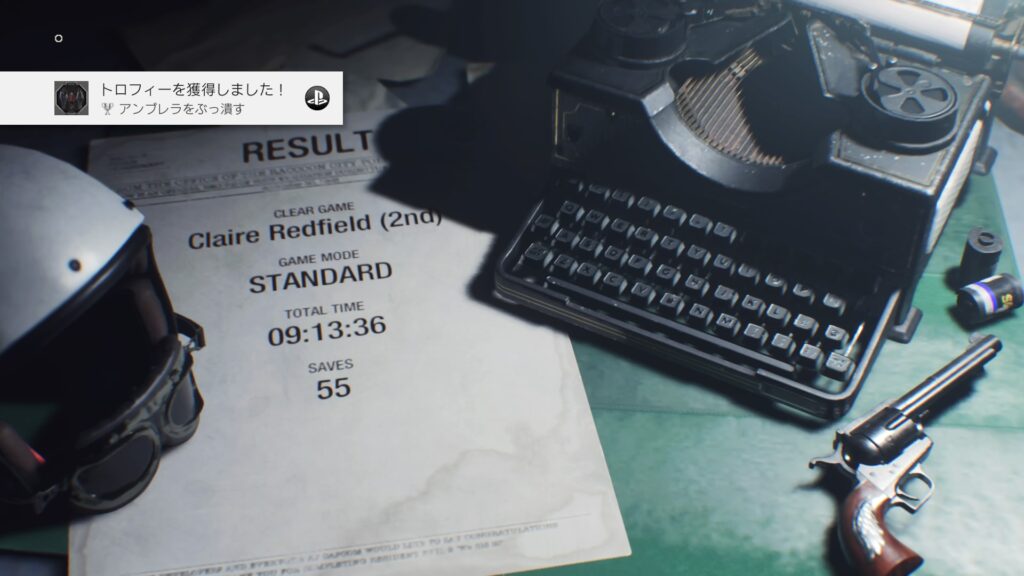 トロフィーを獲得しました！
アンブレラをぶっ潰す
RESULT
CLEAR GAME
Claire Redfield (2nd)
GAME MODE
STANDARD
TOTAL TIME
09:13:36
SAVES
55